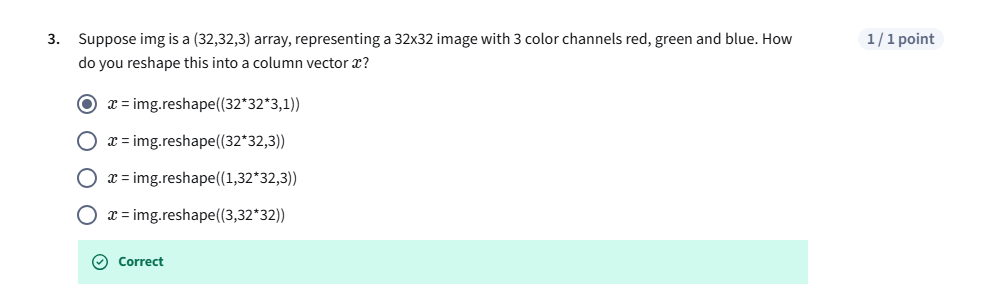 3. Suppose img is a (32,32,3) array, representing a 32x32 image with 3 color channels red, green and blue. How
do you reshape this into a column vector x?
1 / 1 point
x = img.reshape((32*32*3,1))
x = img.reshape((32*32,3))
x = img.reshape((1,32*32,3))
x = img.reshape((3,32*32))
Correct